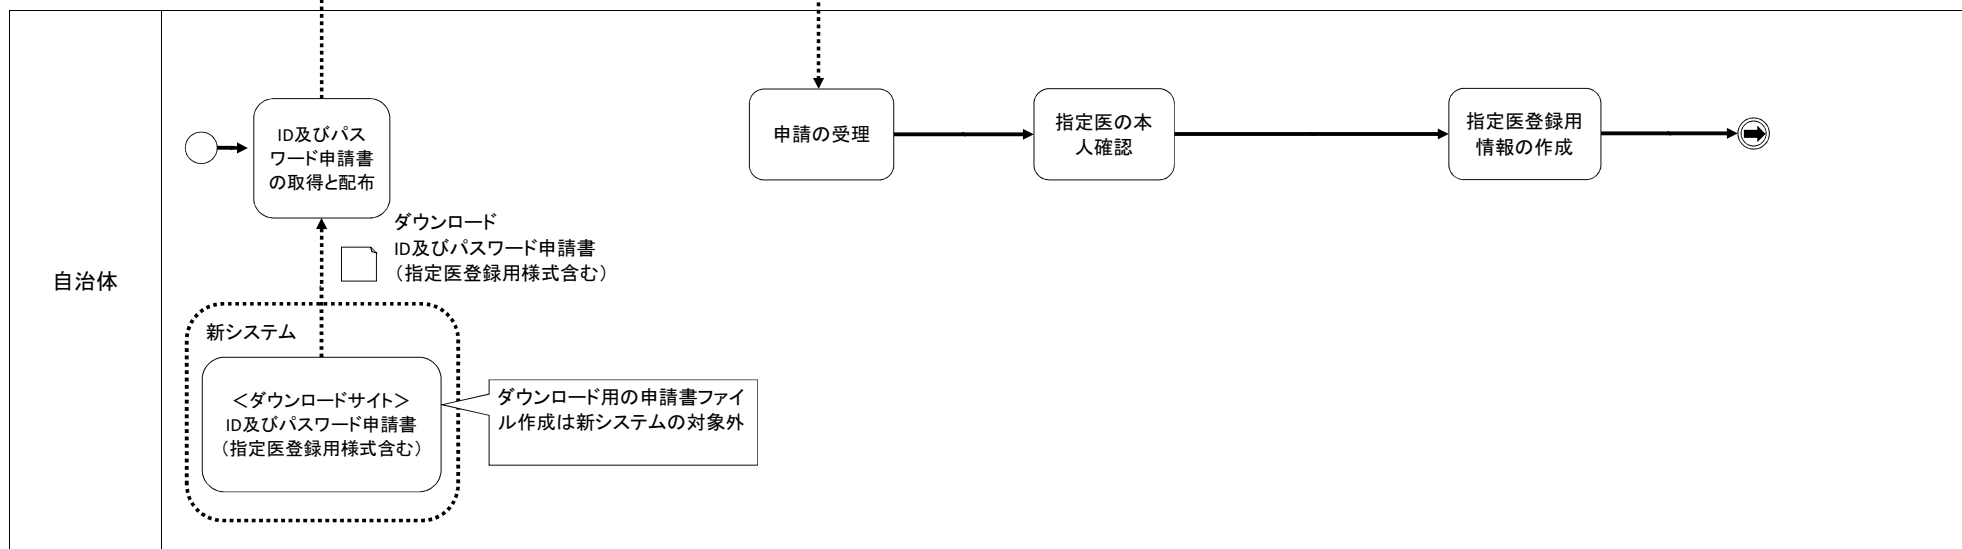 自治体
ID及びパス
ワード申請書
の取得と配布
申請の受理
指定医の本
人確認
指定医登録用
情報の作成
ダウンロード
ID及びパスワード申請書
（指定医登録用様式含む）
新システム
＜ダウンロードサイト＞
ID及びパスワード申請書
（指定医登録用様式含む）
ダウンロード用の申請書ファイ
ル作成は新システムの対象外